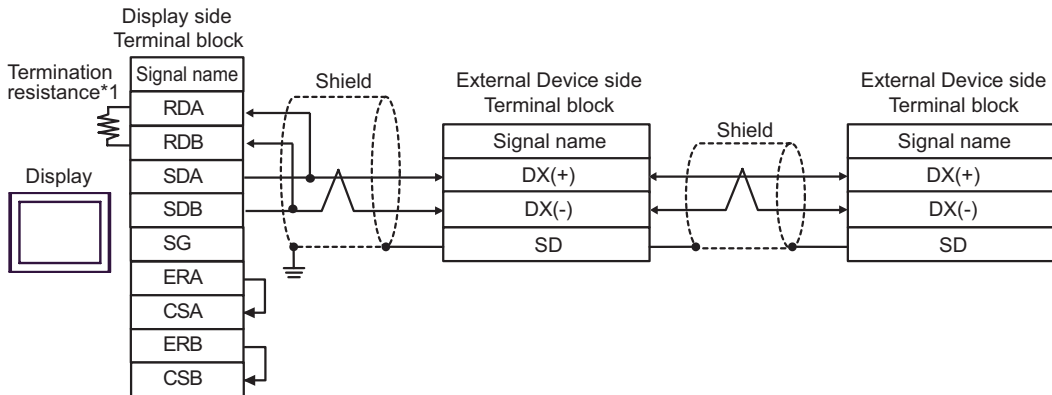 Display side
Terminal block
Termination
resistance*1
Signal name
RDA
RDB
SDA
SDB
SG
ERA
CSA
ERB
CSB
Display
Shield
External Device side
Terminal block
Signal name
DX(+)
DX(-)
SD
Shield
External Device side
Terminal block
Signal name
DX(+)
DX(-)
SD